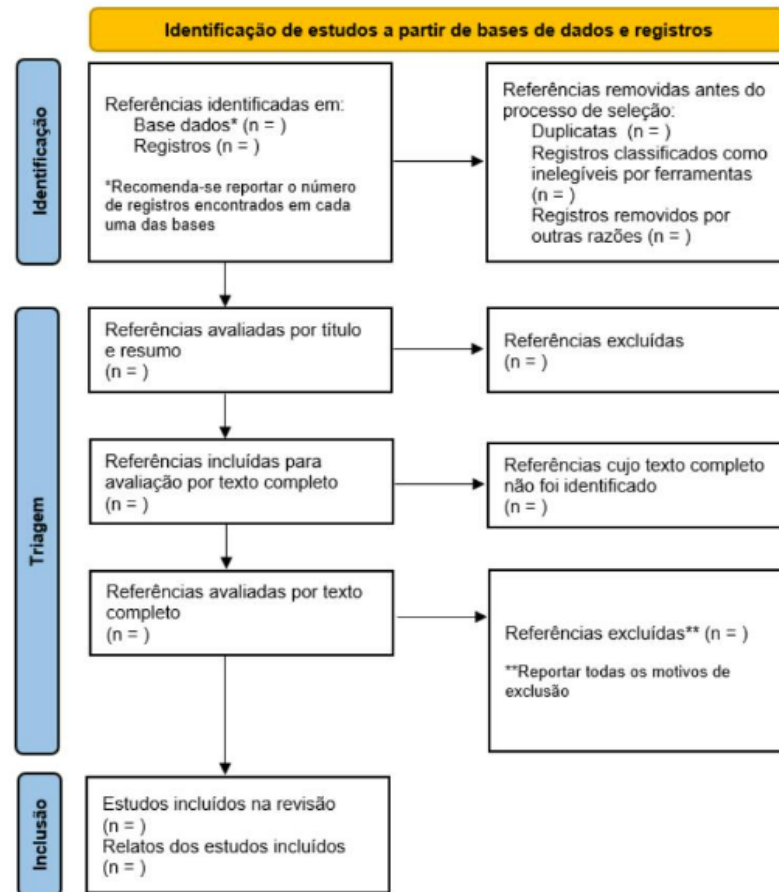 Identificação de estudos a partir de bases de dados e registros
Identificação
Referências identificadas em:
Base dados* (n = )
Registros (n = )
*Recomenda-se reportar o número
de registros encontrados em cada
uma das bases
Referências removidas antes do
processo de seleção:
Duplicatas (n = )
Registros classificados como
inelegíveis por ferramentas
(n = )
Registros removidos por
outras razões (n = )
Triagem
Referências avaliadas por título
e resumo
(n = )
Referências excluídas
(n = )
Referências incluídas para
avaliação por texto completo
(n = )
Referências cujo texto completo
não foi identificado
(n = )
Referências avaliadas por texto
completo
(n = )
Referências excluídas** (n = )
**Reportar todas os motivos de
exclusão
Inclusão
Estudos incluídos na revisão
(n = )
Relatos dos estudos incluídos
(n = )